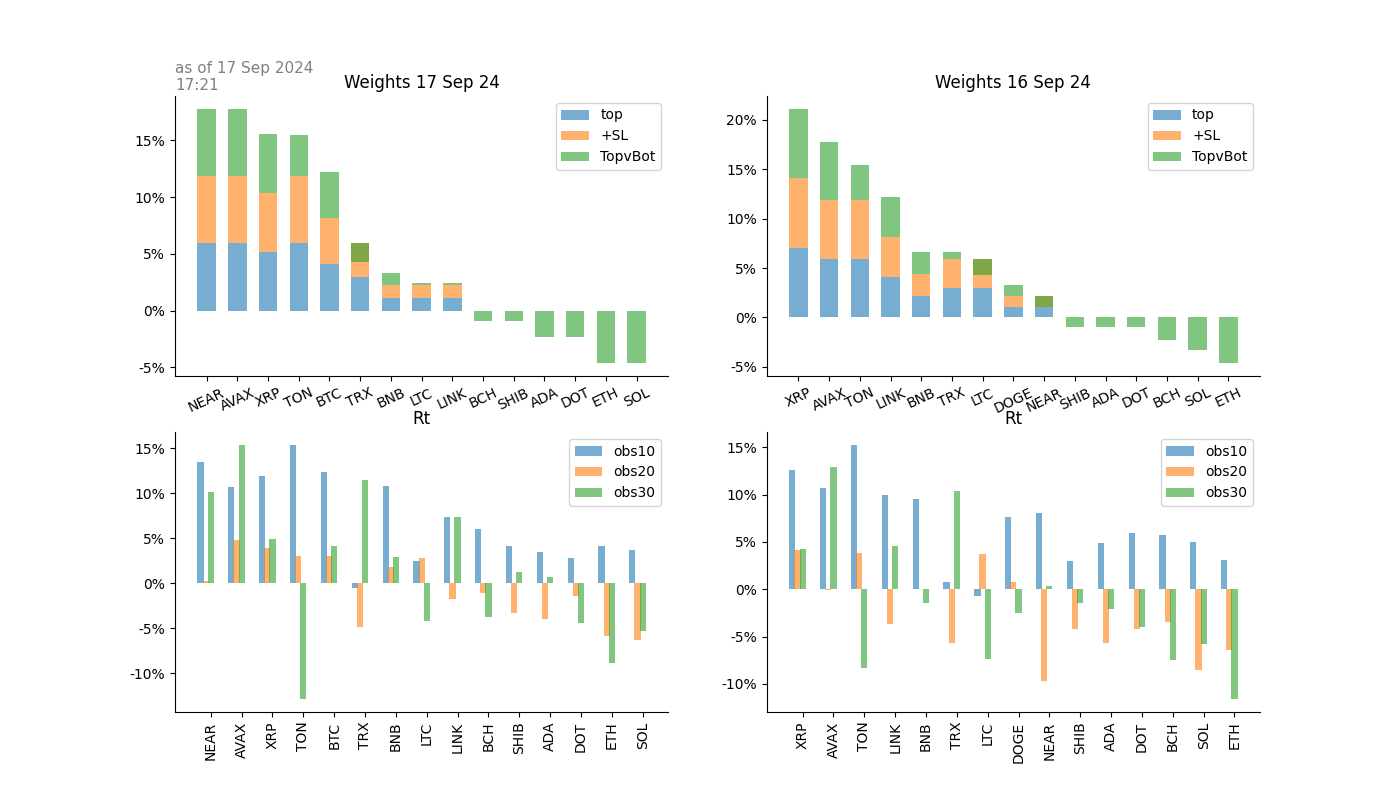 as of 17 Sep 2024
17:21
Weights 17 Sep 24
top
+SL
TopvBot
15%
10%
5%
0%
-5%
NEAR AVAX XRP TON BTC TRX BNB LTC LINK BCH SHIB ADA DOT ETH SOL
Weights 16 Sep 24
top
+SL
TopvBot
20%
15%
10%
5%
0%
-5%
XRP AVAX TON LINK BNB TRX LTC DOGE NEAR SHIB ADA DOT BCH SOL ETH
Rt
obs10
obs20
obs30
15%
10%
5%
0%
-5%
-10%
NEAR AVAX XRP TON BTC TRX BNB LTC LINK BCH SHIB ADA DOT ETH SOL
Rt
obs10
obs20
obs30
15%
10%
5%
0%
-5%
-10%
XRP AVAX TON LINK BNB TRX LTC DOGE NEAR SHIB ADA DOT BCH SOL ETH